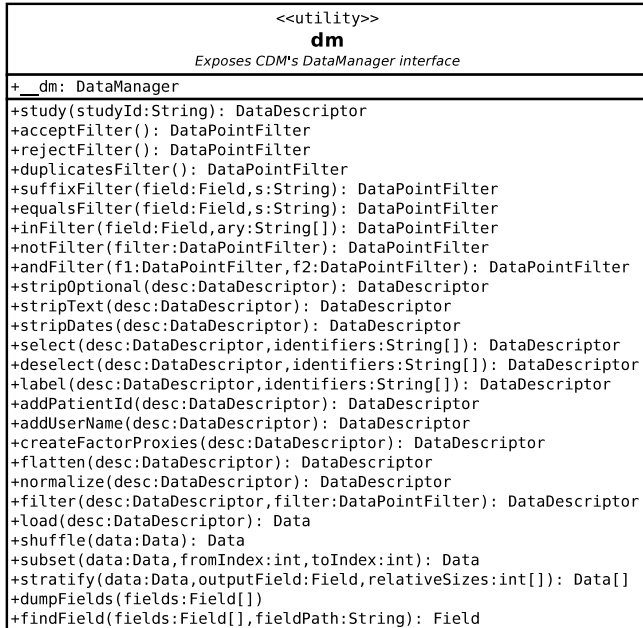 <<utility>>
dm
Exposes CDM's DataManager interface
+__dm: DataManager
+study(studyId:String): DataDescriptor
+acceptFilter(): DataPointFilter
+rejectFilter(): DataPointFilter
+duplicatesFilter(): DataPointFilter
+suffixFilter(field:Field,s:String): DataPointFilter
+equalsFilter(field:Field,s:String): DataPointFilter
+inFilter(field:Field,ary:String[]): DataPointFilter
+notFilter(filter:DataPointFilter): DataPointFilter
+andFilter(f1:DataPointFilter,f2:DataPointFilter): DataPointFilter
+stripOptional(desc:DataDescriptor): DataDescriptor
+stripText(desc:DataDescriptor): DataDescriptor
+stripDates(desc:DataDescriptor): DataDescriptor
+select(desc:DataDescriptor,identifiers:String[]): DataDescriptor
+deselect(desc:DataDescriptor,identifiers:String[]): DataDescriptor
+label(desc:DataDescriptor,identifiers:String[]): DataDescriptor
+addPatientId(desc:DataDescriptor): DataDescriptor
+addUserName(desc:DataDescriptor): DataDescriptor
+createFactorProxies(desc:DataDescriptor): DataDescriptor
+flatten(desc:DataDescriptor): DataDescriptor
+normalize(desc:DataDescriptor): DataDescriptor
+filter(desc:DataDescriptor,filter:DataPointFilter): DataDescriptor
+load(desc:DataDescriptor): Data
+shuffle(data:Data): Data
+subset(data:Data,fromIndex:int,toIndex:int): Data
+stratify(data:Data,outputField:Field,relativeSizes:int[]): Data[]
+dumpFields(fields:Field[])
+findField(fields:Field[],fieldPath:String): Field